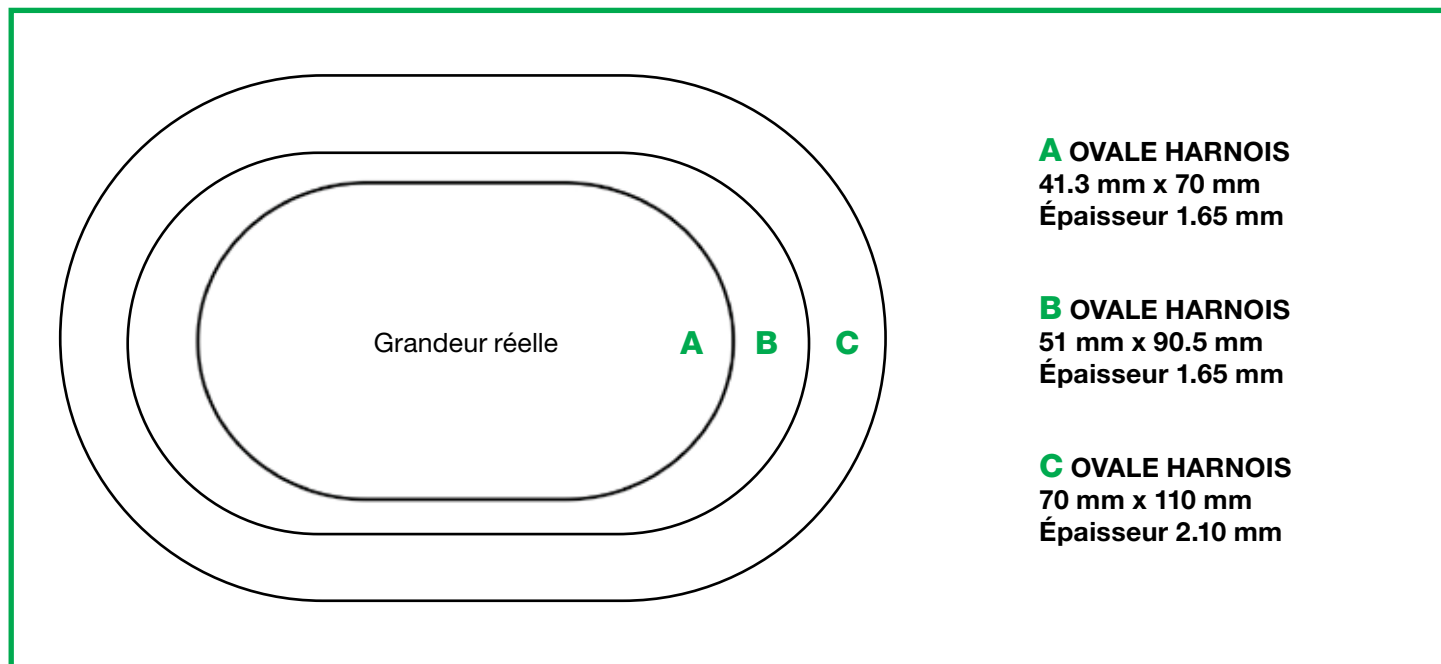 Grandeur réelle
A
B
C
A OVALE HARNOIS
41.3 mm x 70 mm
Épaisseur 1.65 mm
B OVALE HARNOIS
51 mm x 90.5 mm
Épaisseur 1.65 mm
C OVALE HARNOIS
70 mm x 110 mm
Épaisseur 2.10 mm